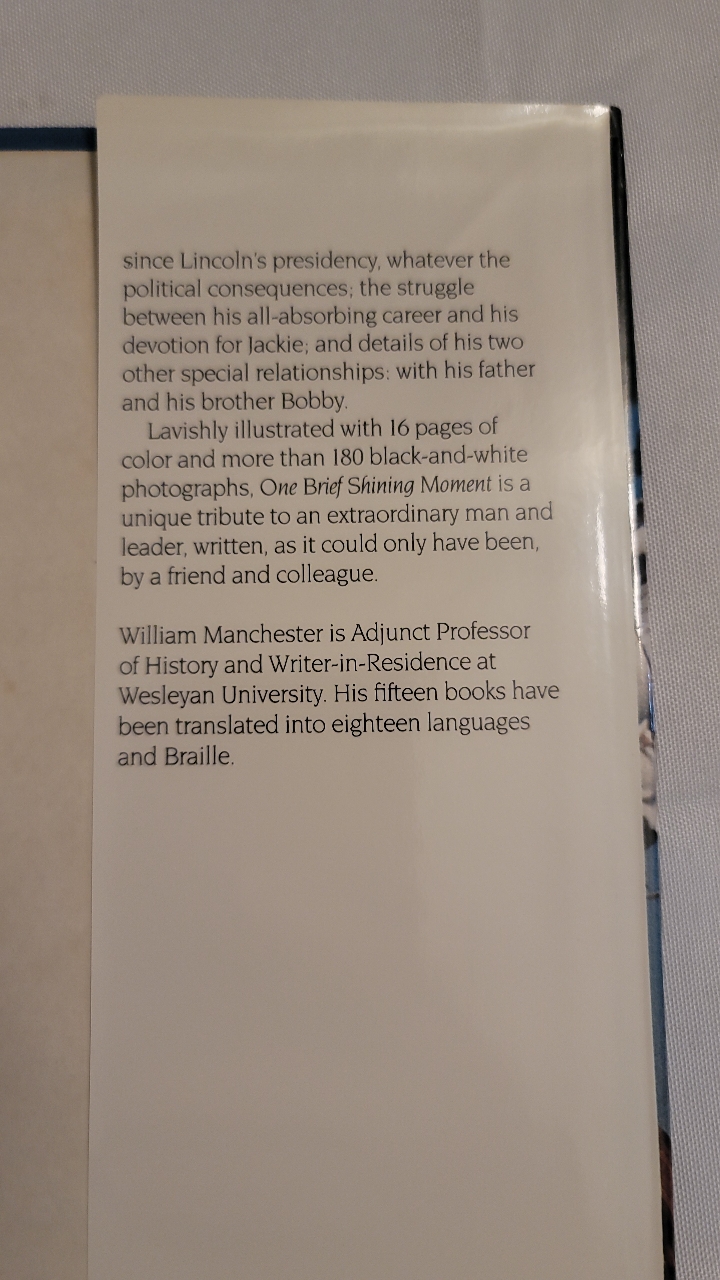 since Lincoln's presidency, whatever the
political consequences; the struggle
between his all-absorbing career and his
devotion for Jackie; and details of his two
other special relationships: with his father
and his brother Bobby.
Lavishly illustrated with 16 pages of
color and more than 180 black-and-white
photographs, One Brief Shining Moment is a
unique tribute to an extraordinary man and
leader, written, as it could only have been,
by a friend and colleague.
William Manchester is Adjunct Professor
of History and Writer-in-Residence at
Wesleyan University. His fifteen books have
been translated into eighteen languages
and Braille.